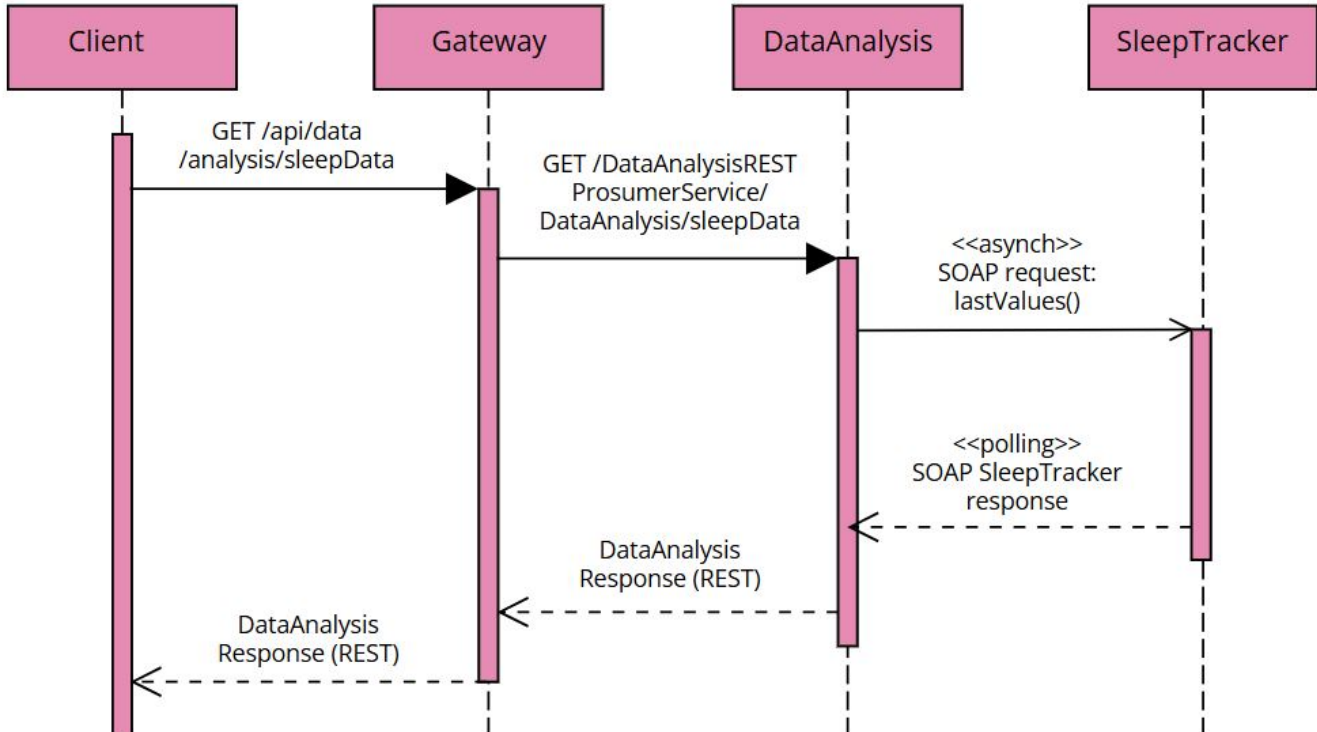 Client
Gateway
DataAnalysis
SleepTracker
GET /api/data
/analysis/sleepData
GET /DataAnalysisREST
ProsumerService/
DataAnalysis/sleepData
<<asynch>>
SOAP request:
lastValues()
<<polling>>
SOAP SleepTracker
response
DataAnalysis
Response (REST)
DataAnalysis
Response (REST)